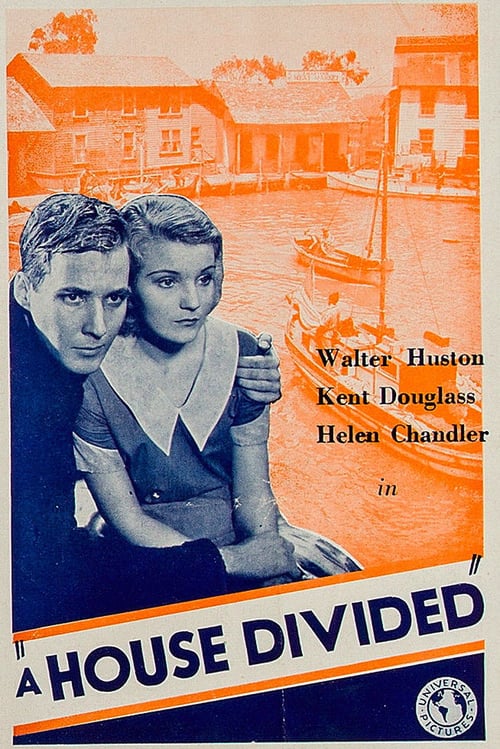 Walter Huston
Kent Douglass
Helen Chandler
in
"A HOUSE DIVIDED"
UNIVERSAL
PICTURES